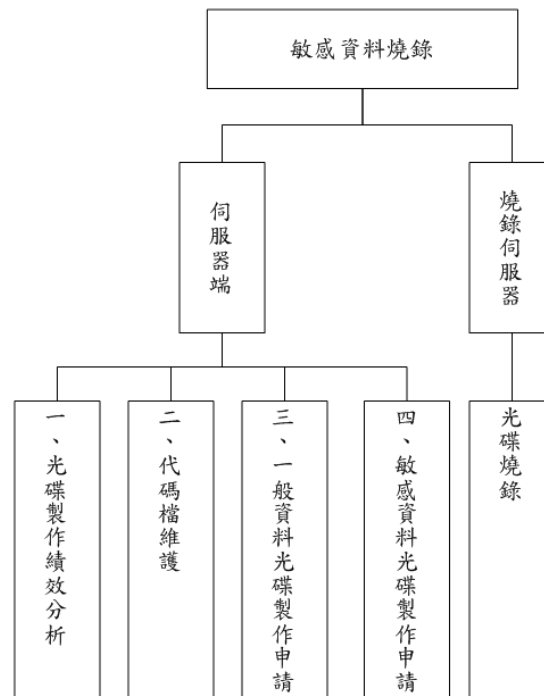 敏感資料燒錄
伺服器端
燒錄伺服器
一、光碟製作績效分析
二、代碼檔維護
三、一般資料光碟製作申請
四、敏感資料光碟製作申請
光碟燒錄